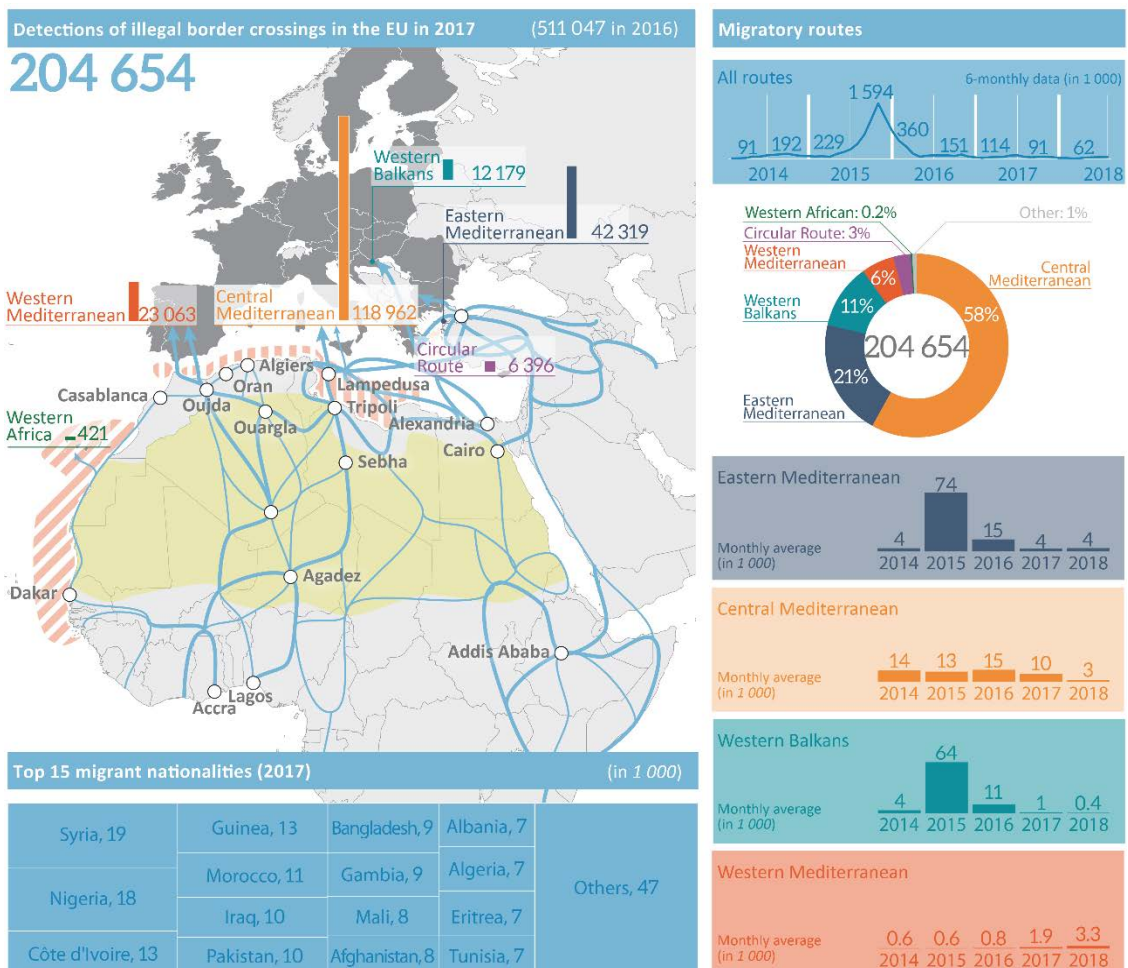 Detections of illegal border crossings in the EU in 2017 (511 047 in 2016)
204 654
Western
Balkans 12 179
Eastern
Mediterranean 42 319
Western
Mediterranean 23 063
Central
Mediterranean 118 962
Circular
Route 6 396
Algiers
Oran
Lampedusa
Casablanca
Oujda
Tripoli
Ouargla
Alexandria
Western
Africa 421
Cairo
Sebha
Agadez
Dakar
Addis Ababa
Lagos
Accra
Top 15 migrant nationalities (2017) (in 1 000)
Syria, 19
Nigeria, 18
Côte d'Ivoire, 13
Guinea, 13
Morocco, 11
Iraq, 10
Pakistan, 10
Bangladesh, 9
Gambia, 9
Mali, 8
Afghanistan, 8
Albania, 7
Algeria, 7
Eritrea, 7
Tunisia, 7
Others, 47
Migratory routes
All routes 6-monthly data (in 1 000)
91 192 229 1 594 360 151 114 91 62
2014 2015 2016 2017 2018
Western African: 0.2%
Other: 1%
Circular Route: 3%
Western
Mediterranean
6%
Central
Mediterranean
58%
Western
Balkans
11%
204 654
21%
Eastern
Mediterranean
Eastern Mediterranean
Monthly average
(in 1 000)
4 74 15 4 4
2014 2015 2016 2017 2018
Central Mediterranean
Monthly average
(in 1 000)
14 13 15 10 3
2014 2015 2016 2017 2018
Western Balkans
Monthly average
(in 1 000)
4 64 11 1 0.4
2014 2015 2016 2017 2018
Western Mediterranean
Monthly average
(in 1 000)
0.6 0.6 0.8 1.9 3.3
2014 2015 2016 2017 2018